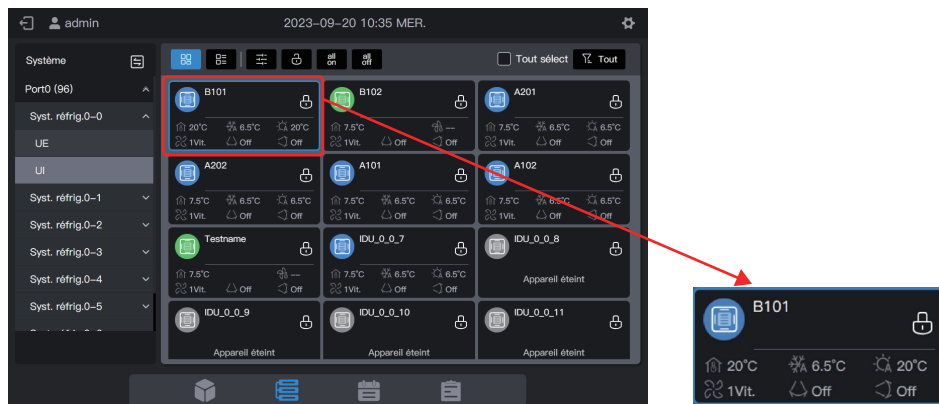 admin
2023-09-20 10:35 MER.
Système
Port0 (96)
Syst. réfrig.0-0
UE
UI
Syst. réfrig.0-1
Syst. réfrig.0-2
Syst. réfrig.0-3
Syst. réfrig.0-4
Syst. réfrig.0-5
all on
all off
Tout sélect
Tout
B101
20°C 6.5°C 20°C
1Vit. Off Off
B102
7.5°C --
1Vit. Off Off
A201
7.5°C 6.5°C 6.5°C
1Vit. Off Off
A202
7.5°C 6.5°C 6.5°C
1Vit. Off Off
A101
7.5°C 6.5°C 6.5°C
1Vit. Off Off
A102
7.5°C 6.5°C 6.5°C
1Vit. Off Off
Testname
7.5°C --
1Vit. Off Off
IDU_0_0_7
7.5°C 6.5°C 6.5°C
1Vit. Off Off
IDU_0_0_8
Appareil éteint
IDU_0_0_9
Appareil éteint
IDU_0_0_10
Appareil éteint
IDU_0_0_11
Appareil éteint
B101
20°C 6.5°C 20°C
1Vit. Off Off